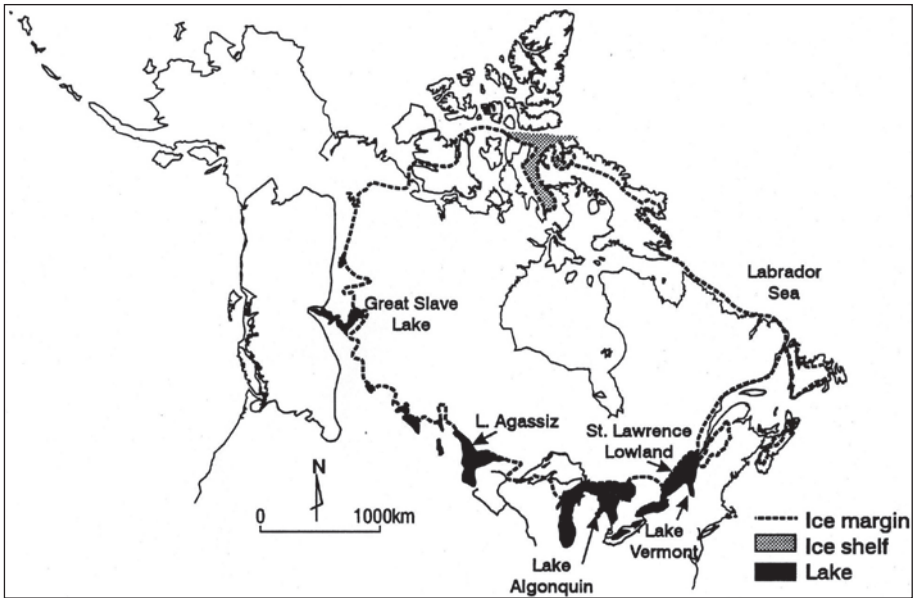 Labrador
Sea
Great Slave
Lake
L. Agassiz
St. Lawrence
Lowland
N
0 1000km
Lake
Vermont
Lake
Algonquin
Ice margin
Ice shelf
Lake